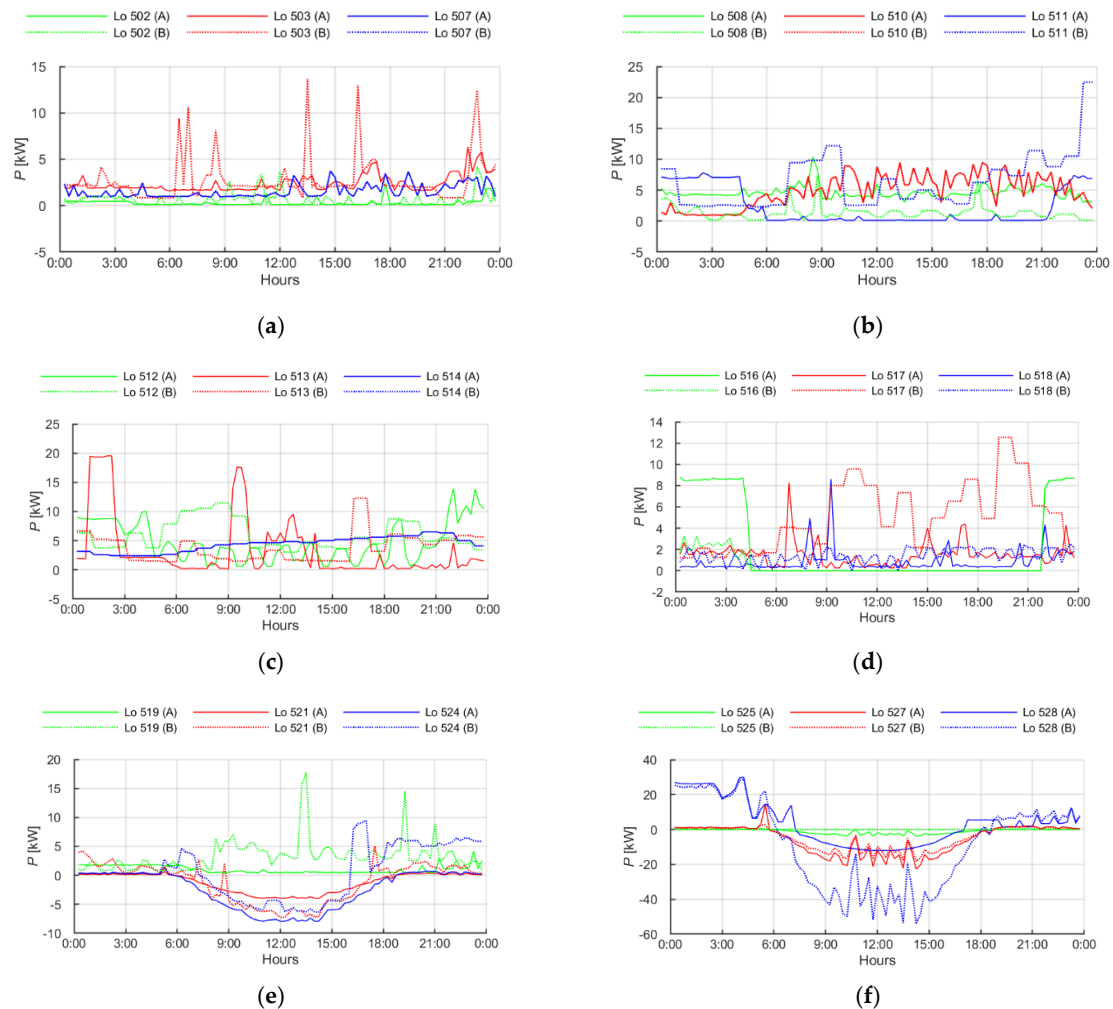 Lo 502 (A) Lo 503 (A) Lo 507 (A)
Lo 502 (B) Lo 503 (B) Lo 507 (B)
15
10
5
0
-5
P [kW]
0:00 3:00 6:00 9:00 12:00 15:00 18:00 21:00 0:00
Hours
(a)
Lo 508 (A) Lo 510 (A) Lo 511 (A)
Lo 508 (B) Lo 510 (B) Lo 511 (B)
25
20
15
10
5
0
-5
P [kW]
0:00 3:00 6:00 9:00 12:00 15:00 18:00 21:00 0:00
Hours
(b)
Lo 512 (A) Lo 513 (A) Lo 514 (A)
Lo 512 (B) Lo 513 (B) Lo 514 (B)
25
20
15
10
5
0
-5
P [kW]
0:00 3:00 6:00 9:00 12:00 15:00 18:00 21:00 0:00
Hours
(c)
Lo 516 (A) Lo 517 (A) Lo 518 (A)
Lo 516 (B) Lo 517 (B) Lo 518 (B)
14
12
10
8
6
4
2
0
-2
P [kW]
0:00 3:00 6:00 9:00 12:00 15:00 18:00 21:00 0:00
Hours
(d)
Lo 519 (A) Lo 521 (A) Lo 524 (A)
Lo 519 (B) Lo 521 (B) Lo 524 (B)
20
15
10
5
0
-5
-10
P [kW]
0:00 3:00 6:00 9:00 12:00 15:00 18:00 21:00 0:00
Hours
(e)
Lo 525 (A) Lo 527 (A) Lo 528 (A)
Lo 525 (B) Lo 527 (B) Lo 528 (B)
40
20
0
-20
-40
-60
P [kW]
0:00 3:00 6:00 9:00 12:00 15:00 18:00 21:00 0:00
Hours
(f)